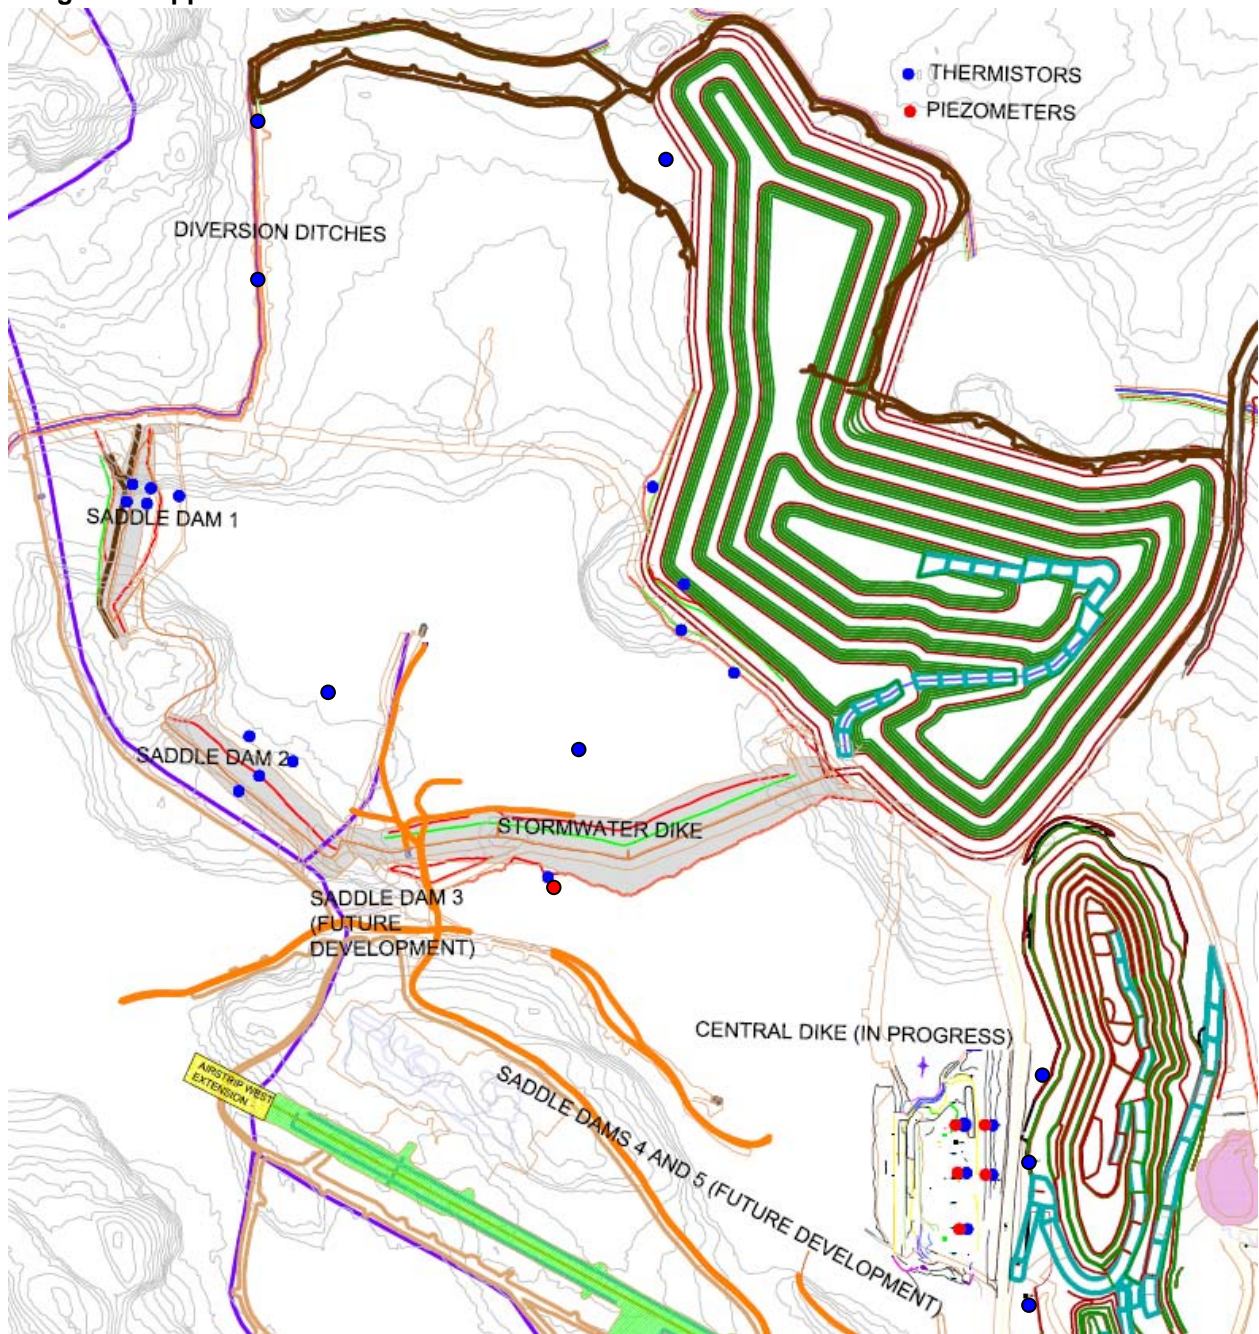 THERMISTORS
PIEZOMETERS
DIVERSION DITCHES
SADDLE DAM 1
SADDLE DAM 2
STORMWATER DIKE
SADDLE DAM 3
(FUTURE
DEVELOPMENT)
CENTRAL DIKE (IN PROGRESS)
AIRSTRIP WEST
EXTENSION
SADDLE DAMS 4 AND 5 (FUTURE DEVELOPMENT)